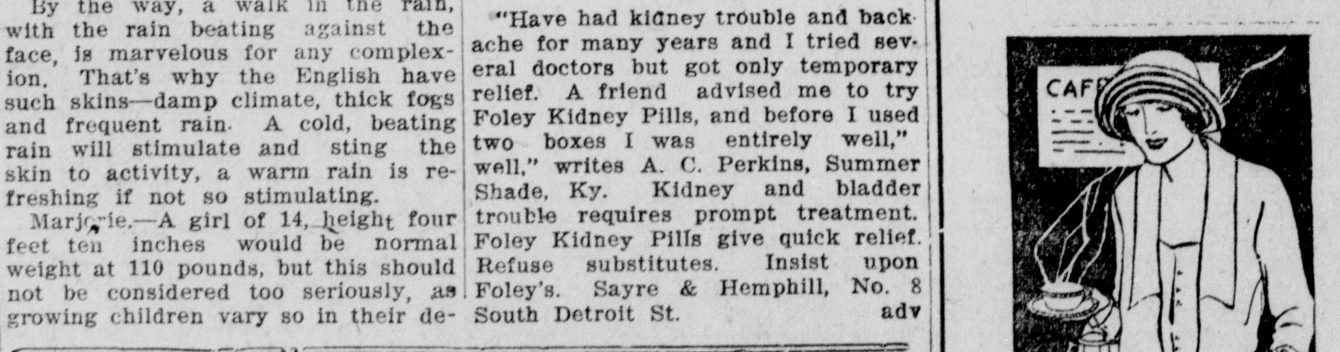 By the way, a walk in the rain,
with the rain beating against the
face, is marvelous for any complex-
ion. That's why the English have
such skins—damp climate, thick fogs
and frequent rain. A cold, beating
rain will stimulate and sting the
skin to activity, a warm rain is re-
freshing if not so stimulating.
Marjorie.—A girl of 14, height four
feet ten inches would be normal
weight at 110 pounds, but this should
not be considered too seriously, as
growing children vary so in their de-
"Have had kidney trouble and back-
ache for many years and I tried sev-
eral doctors but got only temporary
relief. A friend advised me to try
Foley Kidney Pills, and before I used
two boxes I was entirely well,"
well," writes A. C. Perkins, Summer
Shade, Ky. Kidney and bladder
trouble requires prompt treatment.
Foley Kidney Pills give quick relief.
Refuse substitutes. Insist upon
Foley's. Sayre & Hemphill, No. 8
South Detroit St. adv
CAF